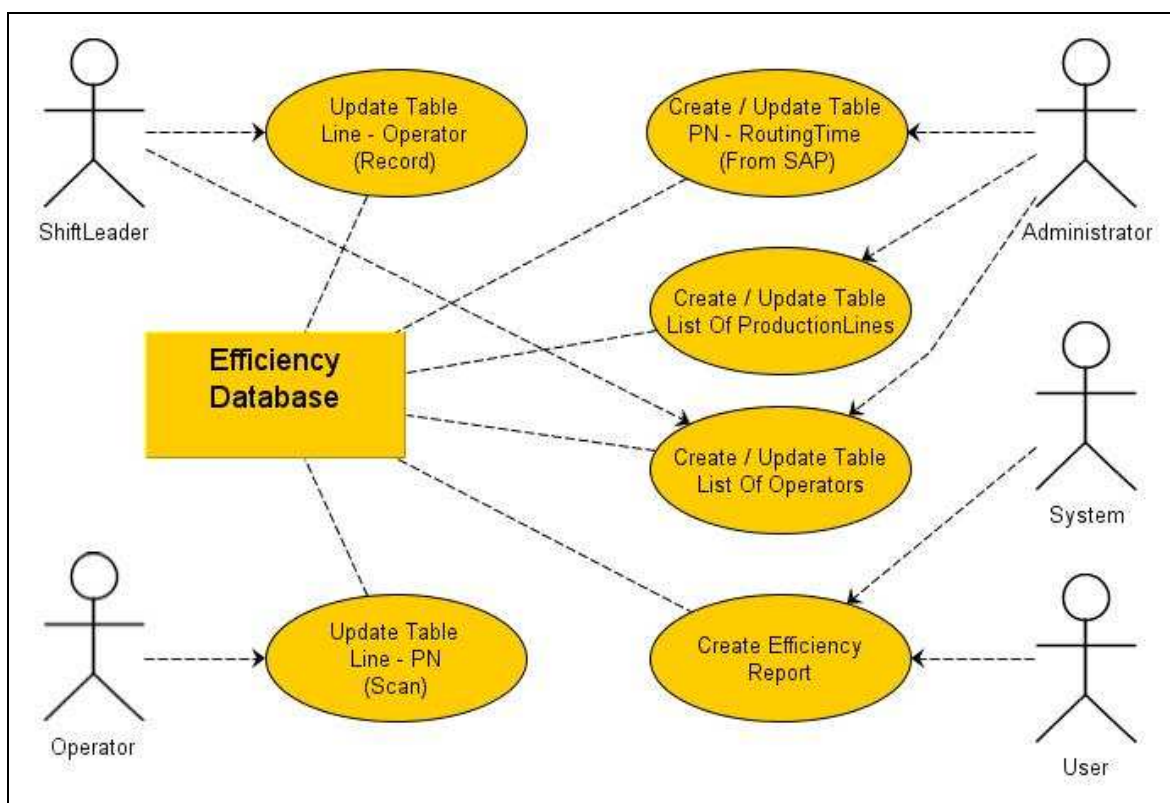 Update Table
Line - Operator
(Record)
Create / Update Table
PN - RoutingTime
(From SAP)
ShiftLeader
Administrator
Create / Update Table
List Of ProductionLines
Efficiency
Database
Create / Update Table
List Of Operators
System
Update Table
Line - PN
(Scan)
Create Efficiency
Report
Operator
User